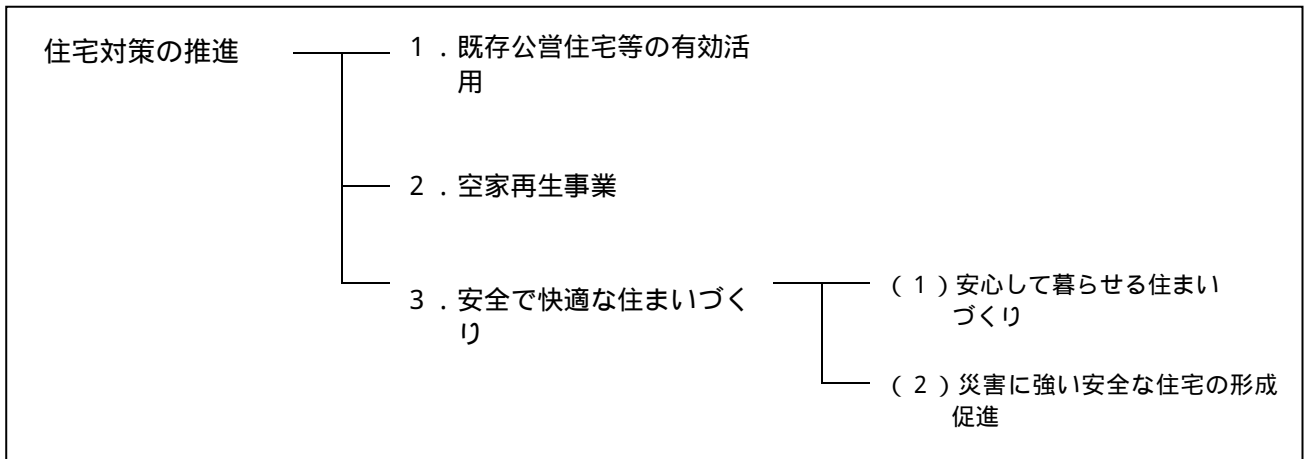 住宅対策の推進
1．既存公営住宅等の有効活
用
2．空家再生事業
3．安全で快適な住まいづく
り
(1)安心して暮らせる住まい
づくり
(2)災害に強い安全な住宅の形成
促進